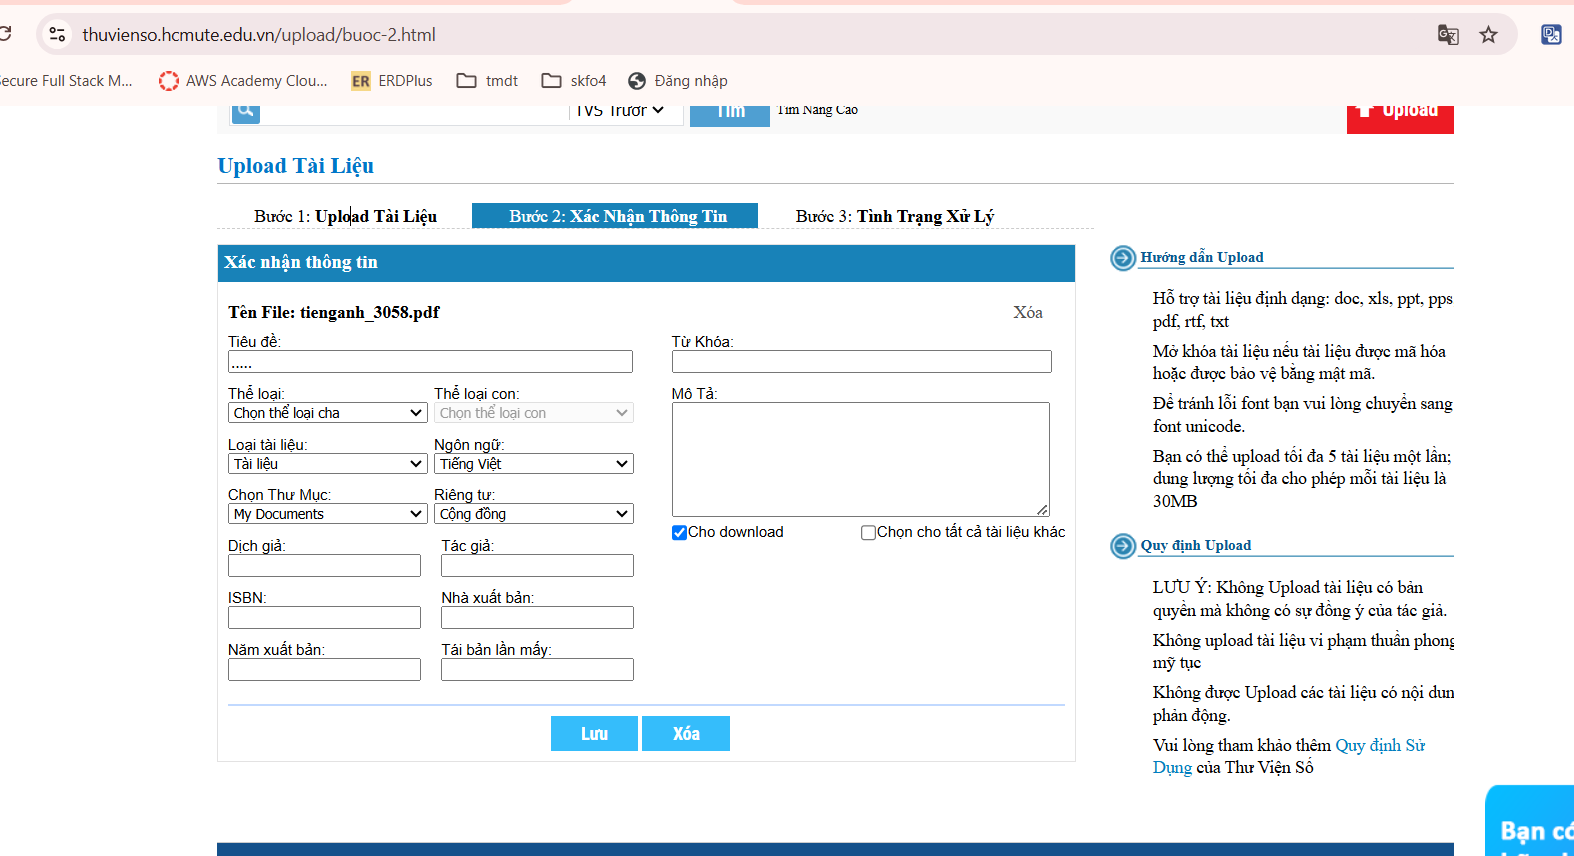 thuvienso.hcmute.edu.vn/upload/buoc-2.html
ecure Full Stack M... AWS Academy Clou... ER ERDPlus tmdt skfo4 Đăng nhập
TVS Trườ Tìm Tìm Nâng Cao Upload
Upload Tài Liệu
Bước 1: Upload Tài Liệu Bước 2: Xác Nhận Thông Tin Bước 3: Tình Trạng Xử Lý
Xác nhận thông tin
Tên File: tienganh_3058.pdf Xóa
Tiêu đề: Từ Khóa:
.....
Thể loại: Thể loại con: Mô Tả:
Chọn thể loại cha Chọn thể loại con
Loại tài liệu: Ngôn ngữ:
Tài liệu Tiếng Việt
Chọn Thư Mục: Riêng tư:
My Documents Cộng đồng
Cho download Chọn cho tất cả tài liệu khác
Dịch giả: Tác giả:
ISBN: Nhà xuất bản:
Năm xuất bản: Tái bản lần mấy:
Lưu Xóa
Hướng dẫn Upload
Hỗ trợ tài liệu định dạng: doc, xls, ppt, pps
pdf, rtf, txt
Mở khóa tài liệu nếu tài liệu được mã hóa
hoặc được bảo vệ bằng mật mã.
Để tránh lỗi font bạn vui lòng chuyển sang
font unicode.
Bạn có thể upload tối đa 5 tài liệu một lần;
dung lượng tối đa cho phép mỗi tài liệu là
30MB
Quy định Upload
LƯU Ý: Không Upload tài liệu có bản
quyền mà không có sự đồng ý của tác giả.
Không upload tài liệu vi phạm thuần phong
mỹ tục
Không được Upload các tài liệu có nội dun
phản động.
Vui lòng tham khảo thêm Quy định Sử
Dụng của Thư Viện Số
Bạn có